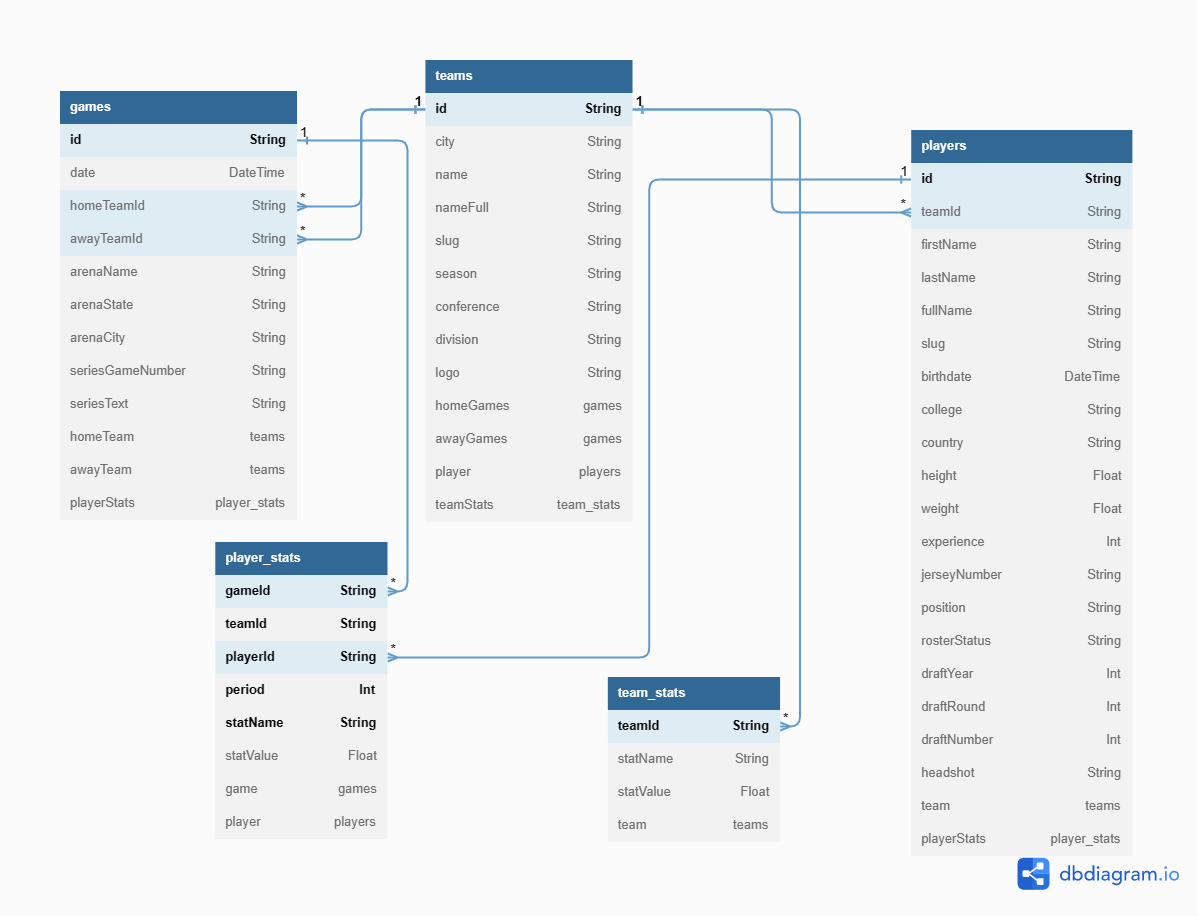 games
id String
date DateTime
homeTeamId String
awayTeamId String
arenaName String
arenaState String
arenaCity String
seriesGameNumber String
seriesText String
homeTeam teams
awayTeam teams
playerStats player_stats
1
*
*
teams
id String
city String
name String
nameFull String
slug String
season String
conference String
division String
logo String
homeGames games
awayGames games
player players
teamStats team_stats
1
1
players
id String
teamId String
firstName String
lastName String
fullName String
slug String
birthdate DateTime
college String
country String
height Float
weight Float
experience Int
jerseyNumber String
position String
rosterStatus String
draftYear Int
draftRound Int
draftNumber Int
headshot String
team teams
playerStats player_stats
1
*
player_stats
gameId String
teamId String
playerId String
period Int
statName String
statValue Float
game games
player players
*
*
team_stats
teamId String
statName String
statValue Float
team teams
*
dbdiagram.io